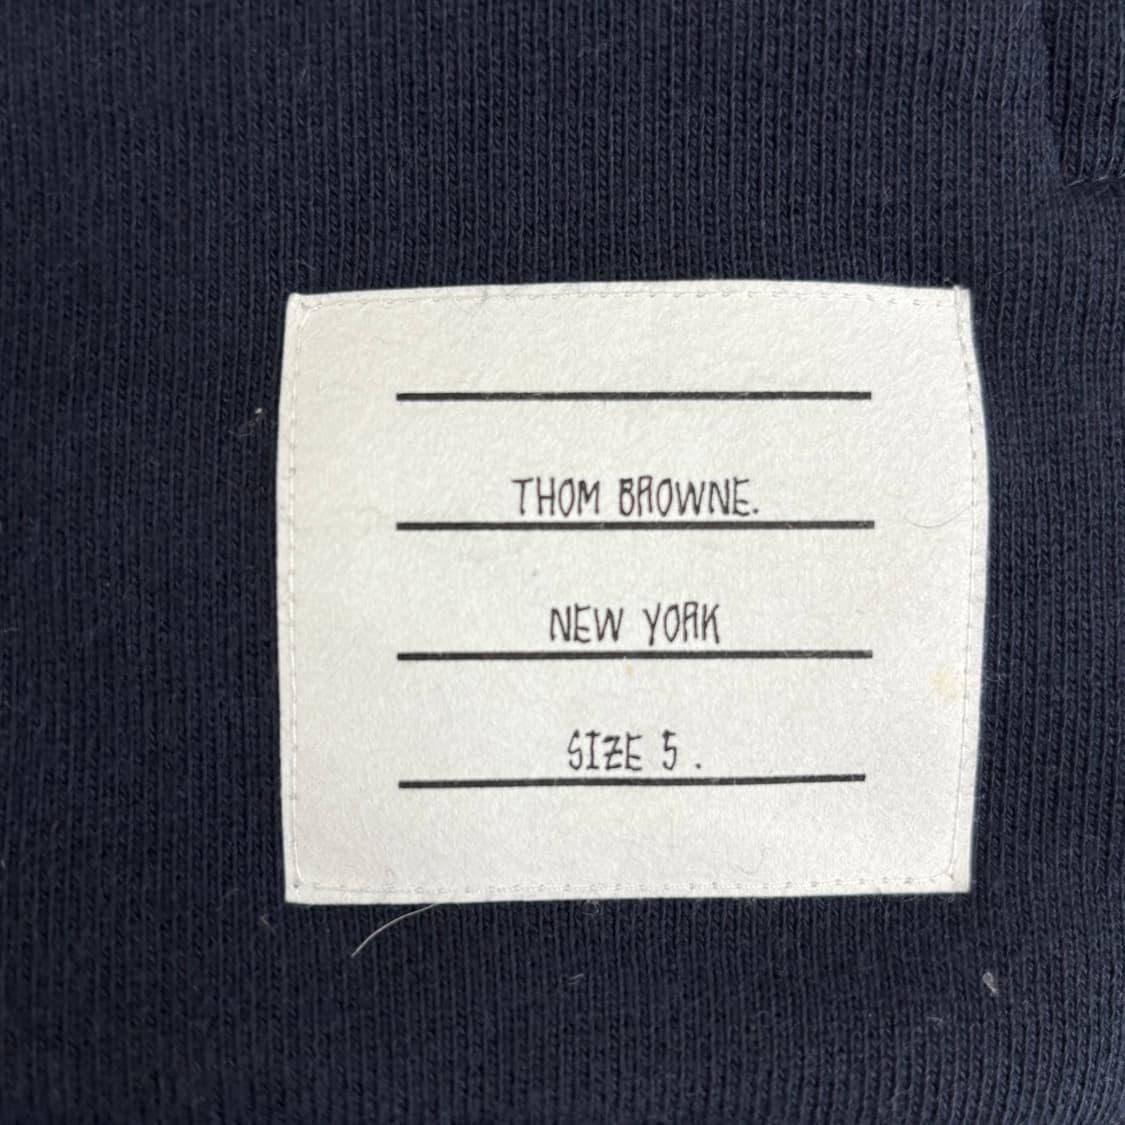 THOM BROWNE.
NEW YORK
SIZE 5 .